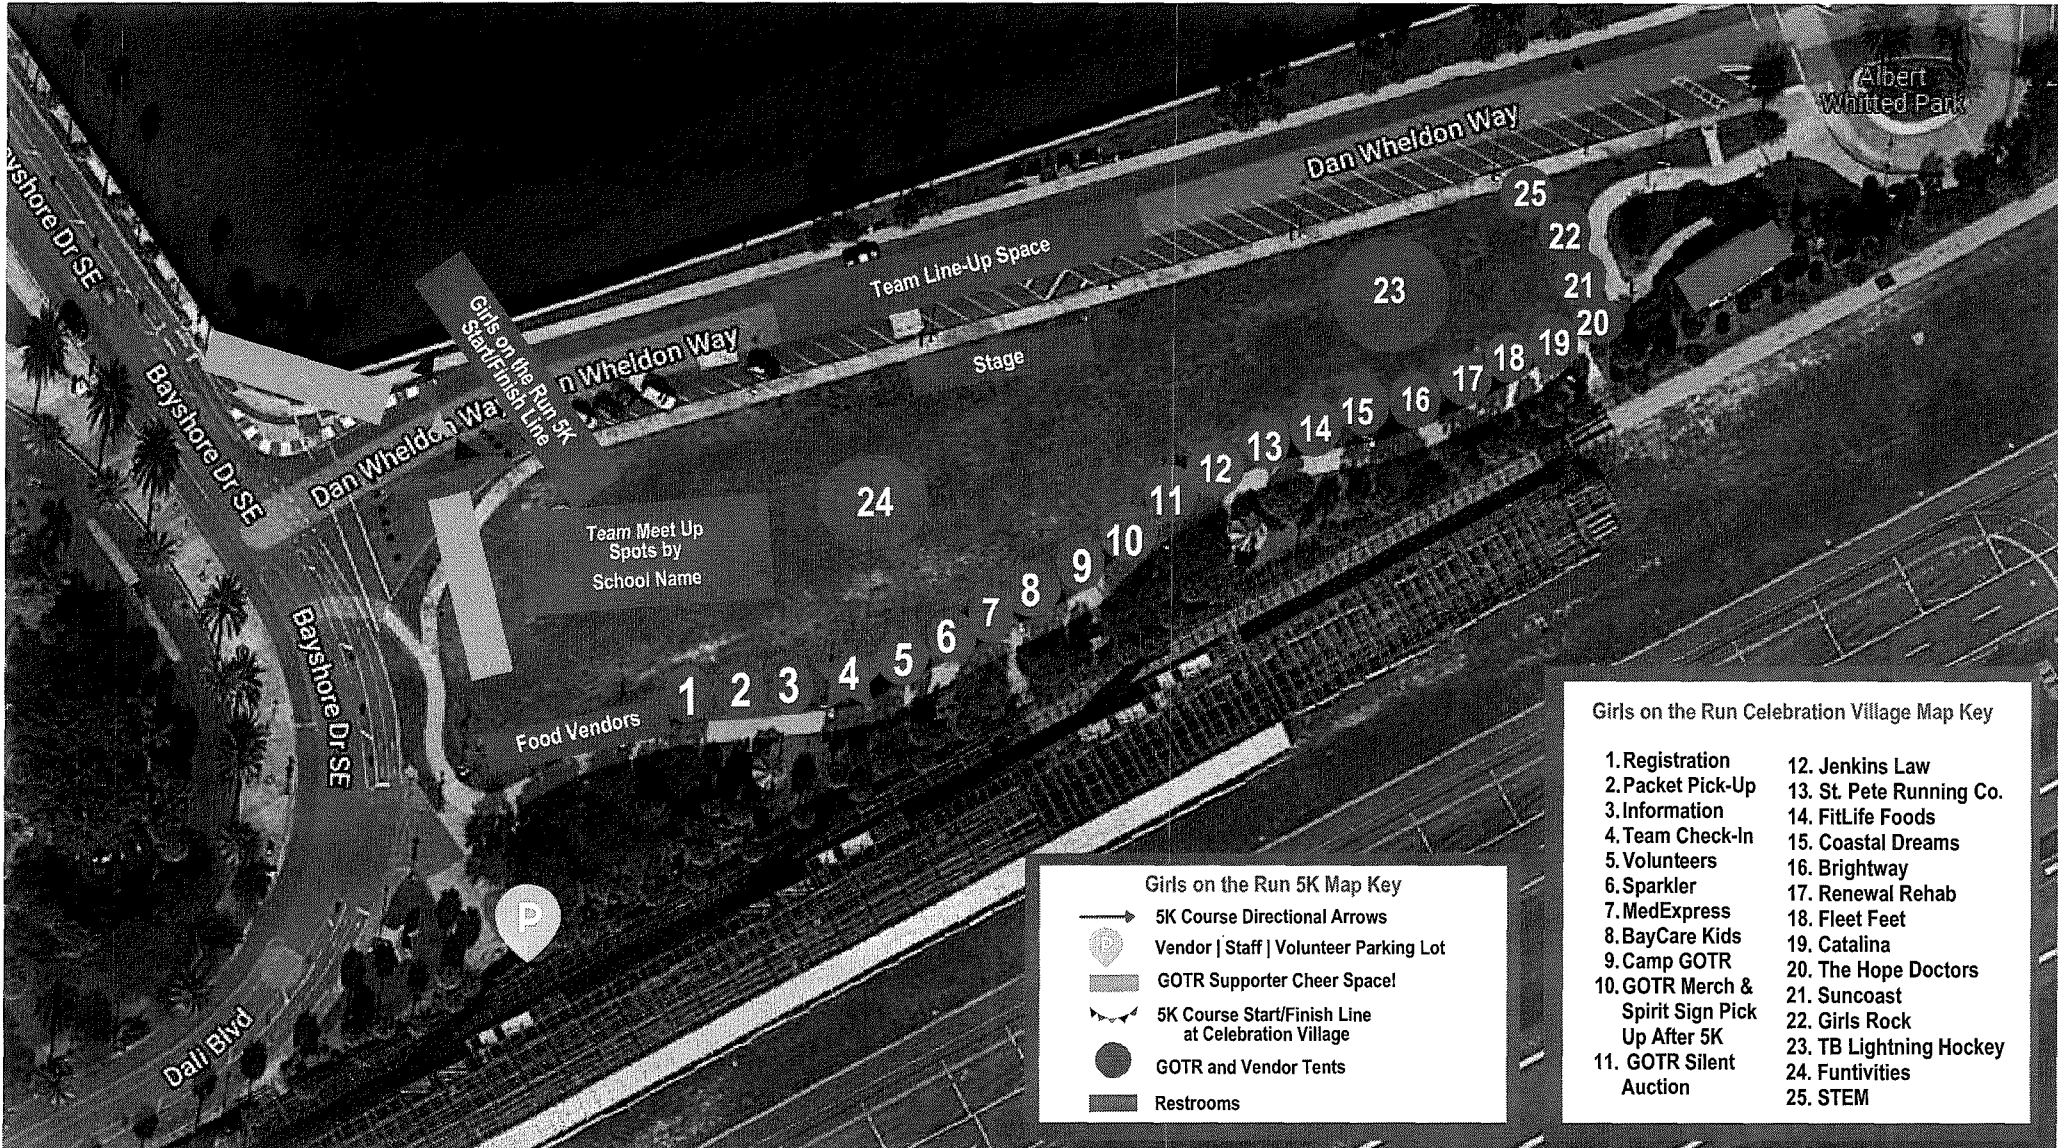 Albert
Whitted Park
Dan Wheldon Way
25
22
21
20
23
Team Line-Up Space
Girls on the Run 5K
Start/Finish Line
n Wheldon Way
Stage
19
18
17
16
15
14
13
12
11
10
9
8
7
6
5
4
3
2
1
24
ayshore Dr SE
Bayshore Dr SE
Dan Wheldon Wa
Team Meet Up
Spots by
School Name
Bayshore Dr SE
Food Vendors
P
Dali Blvd
Girls on the Run 5K Map Key
5K Course Directional Arrows
P
Vendor | Staff | Volunteer Parking Lot
GOTR Supporter Cheer Space!
5K Course Start/Finish Line
at Celebration Village
GOTR and Vendor Tents
Restrooms
Girls on the Run Celebration Village Map Key
1. Registration
2. Packet Pick-Up
3. Information
4. Team Check-In
5. Volunteers
6. Sparkler
7. MedExpress
8. BayCare Kids
9. Camp GOTR
10. GOTR Merch &
Spirit Sign Pick
Up After 5K
11. GOTR Silent
Auction
12. Jenkins Law
13. St. Pete Running Co.
14. FitLife Foods
15. Coastal Dreams
16. Brightway
17. Renewal Rehab
18. Fleet Feet
19. Catalina
20. The Hope Doctors
21. Suncoast
22. Girls Rock
23. TB Lightning Hockey
24. Funtivities
25. STEM